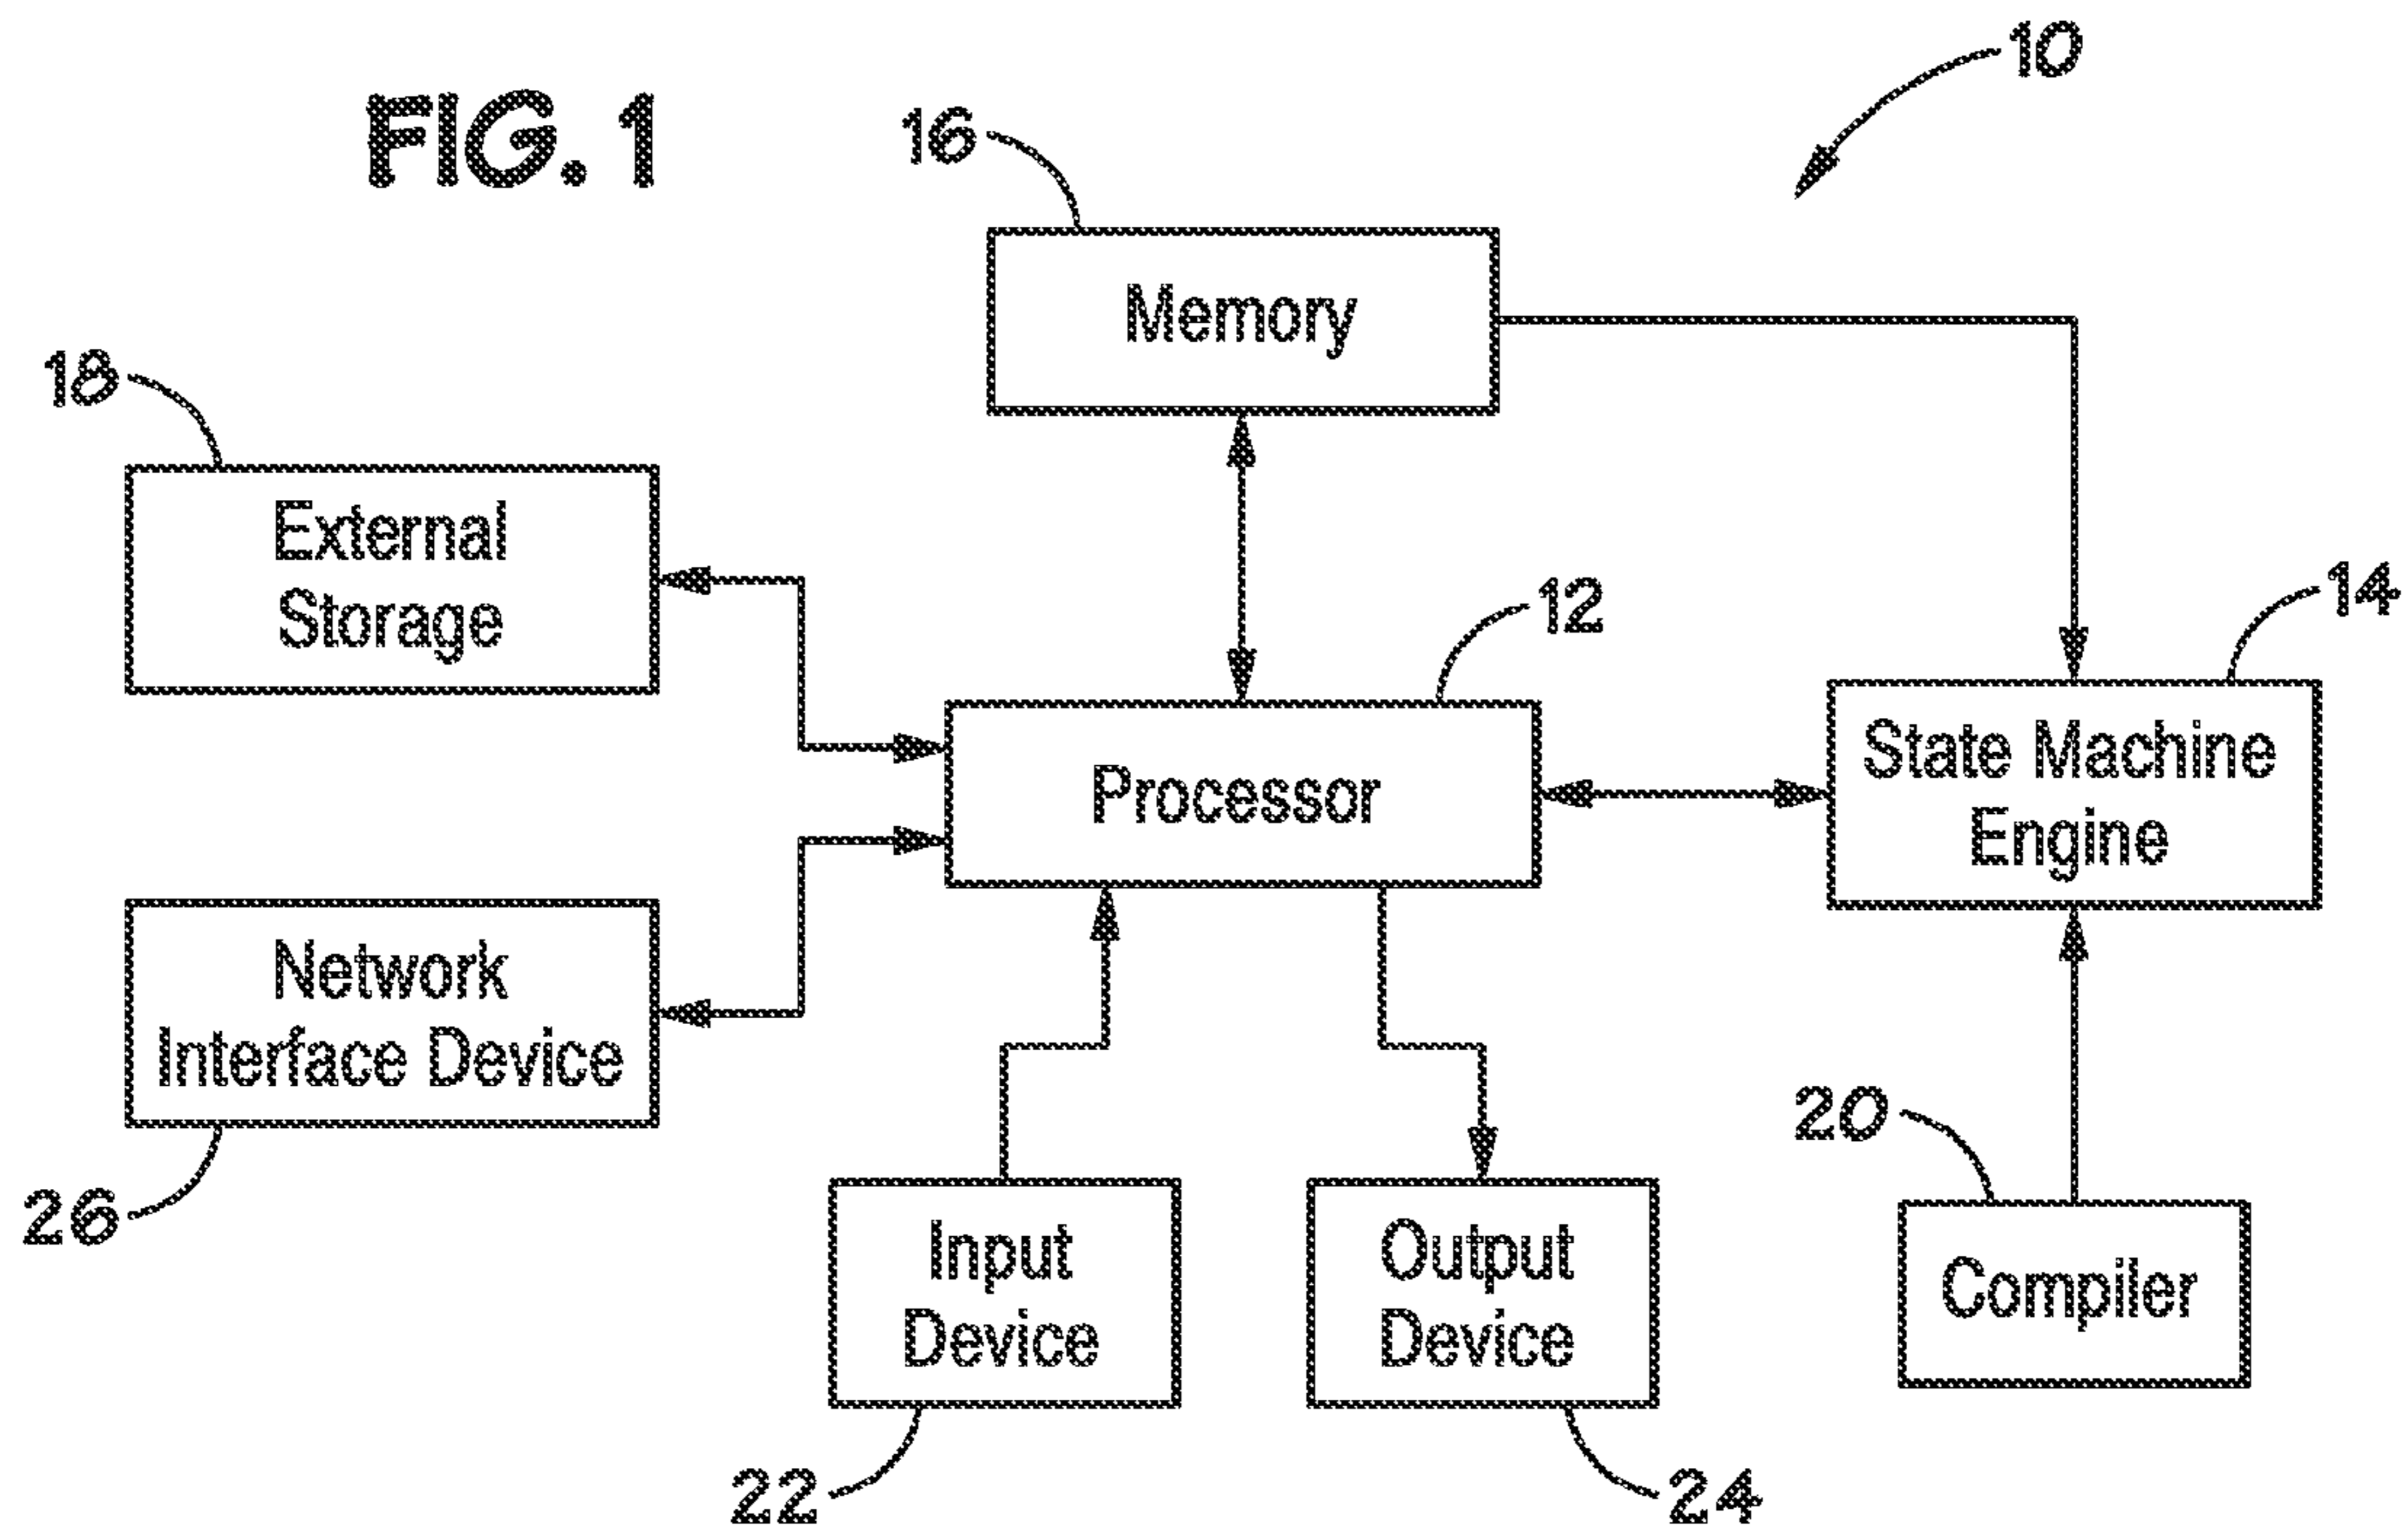 FIG. 1
10
16
Memory
18
External
Storage
12
14
Processor
State Machine
Engine
Network
Interface Device
26
20
Input
Device
Output
Device
Compiler
22
24